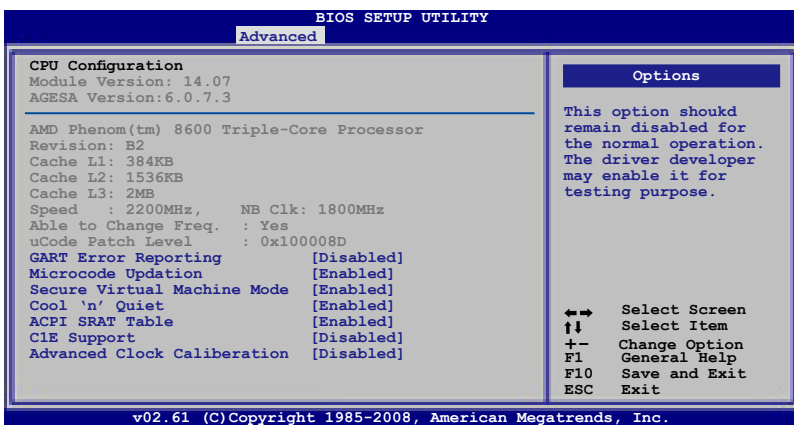 BIOS SETUP UTILITY
Advanced
CPU Configuration
Module Version: 14.07
AGESA Version:6.0.7.3
AMD Phenom(tm) 8600 Triple-Core Processor
Revision: B2
Cache L1: 384KB
Cache L2: 1536KB
Cache L3: 2MB
Speed : 2200MHz, NB Clk: 1800MHz
Able to Change Freq. : Yes
uCode Patch Level : 0x100008D
GART Error Reporting [Disabled]
Microcode Updation [Enabled]
Secure Virtual Machine Mode [Enabled]
Cool ‘n’ Quiet [Enabled]
ACPI SRAT Table [Enabled]
C1E Support [Disabled]
Advanced Clock Caliberation [Disabled]
Options
This option shoukd
remain disabled for
the normal operation.
The driver developer
may enable it for
testing purpose.
←→ Select Screen
↑↓ Select Item
+- Change Option
F1 General Help
F10 Save and Exit
ESC Exit
v02.61 (C)Copyright 1985-2008, American Megatrends, Inc.